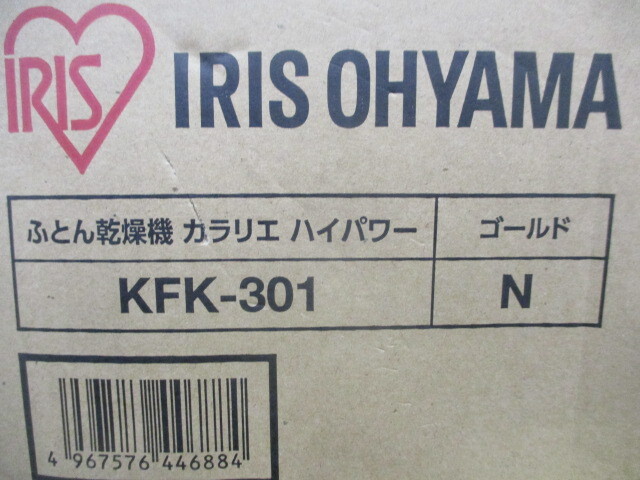 IRIS
IRIS OHYAMA
ふとん乾燥機 カラリエ ハイパワー ゴールド
KFK-301 N
4 967576 446884